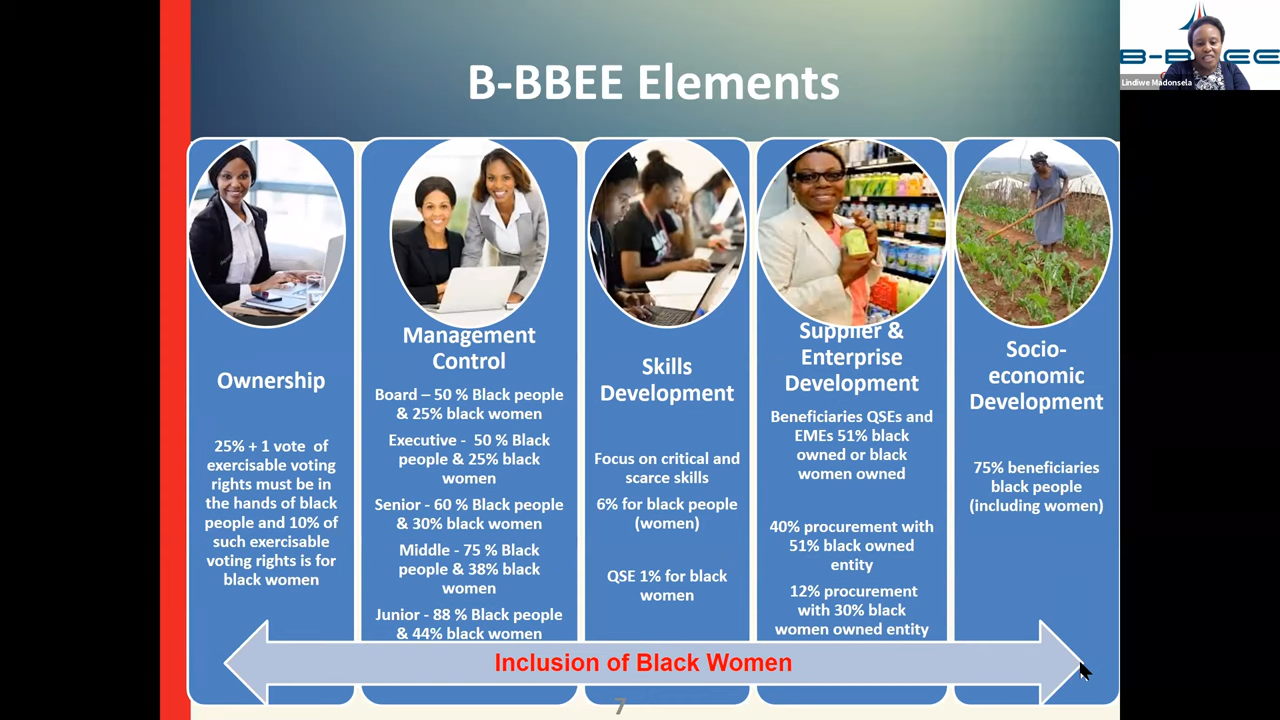 B-BBEE Elements
B-BBEE
Lindiwe Madonsela
Ownership
25% + 1 vote of
exercisable voting
rights must be in
the hands of black
people and 10% of
such exercisable
voting rights is for
black women
Management
Control
Board – 50 % Black people
& 25% black women
Executive - 50 % Black
people & 25% black
women
Senior - 60 % Black people
& 30% black women
Middle - 75 % Black
people & 38% black
women
Junior - 88 % Black people
& 44% black women
Skills
Development
Focus on critical and
scarce skills
6% for black people
(women)
QSE 1% for black
women
Supplier &
Enterprise
Development
Beneficiaries QSEs and
EMEs 51% black
owned or black
women owned
40% procurement with
51% black owned
entity
12% procurement
with 30% black
women owned entity
Socio-
economic
Development
75% beneficiaries
black people
(including women)
Inclusion of Black Women
7